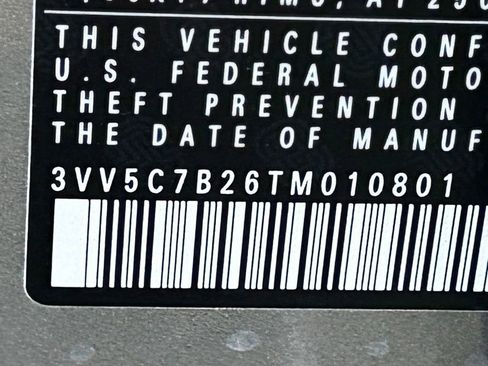 THIS VEHICLE CONF
U.S. FEDERAL MOTO
THEFT PREVENTION
THE DATE OF MANUF
3VV5C7B26TM010801